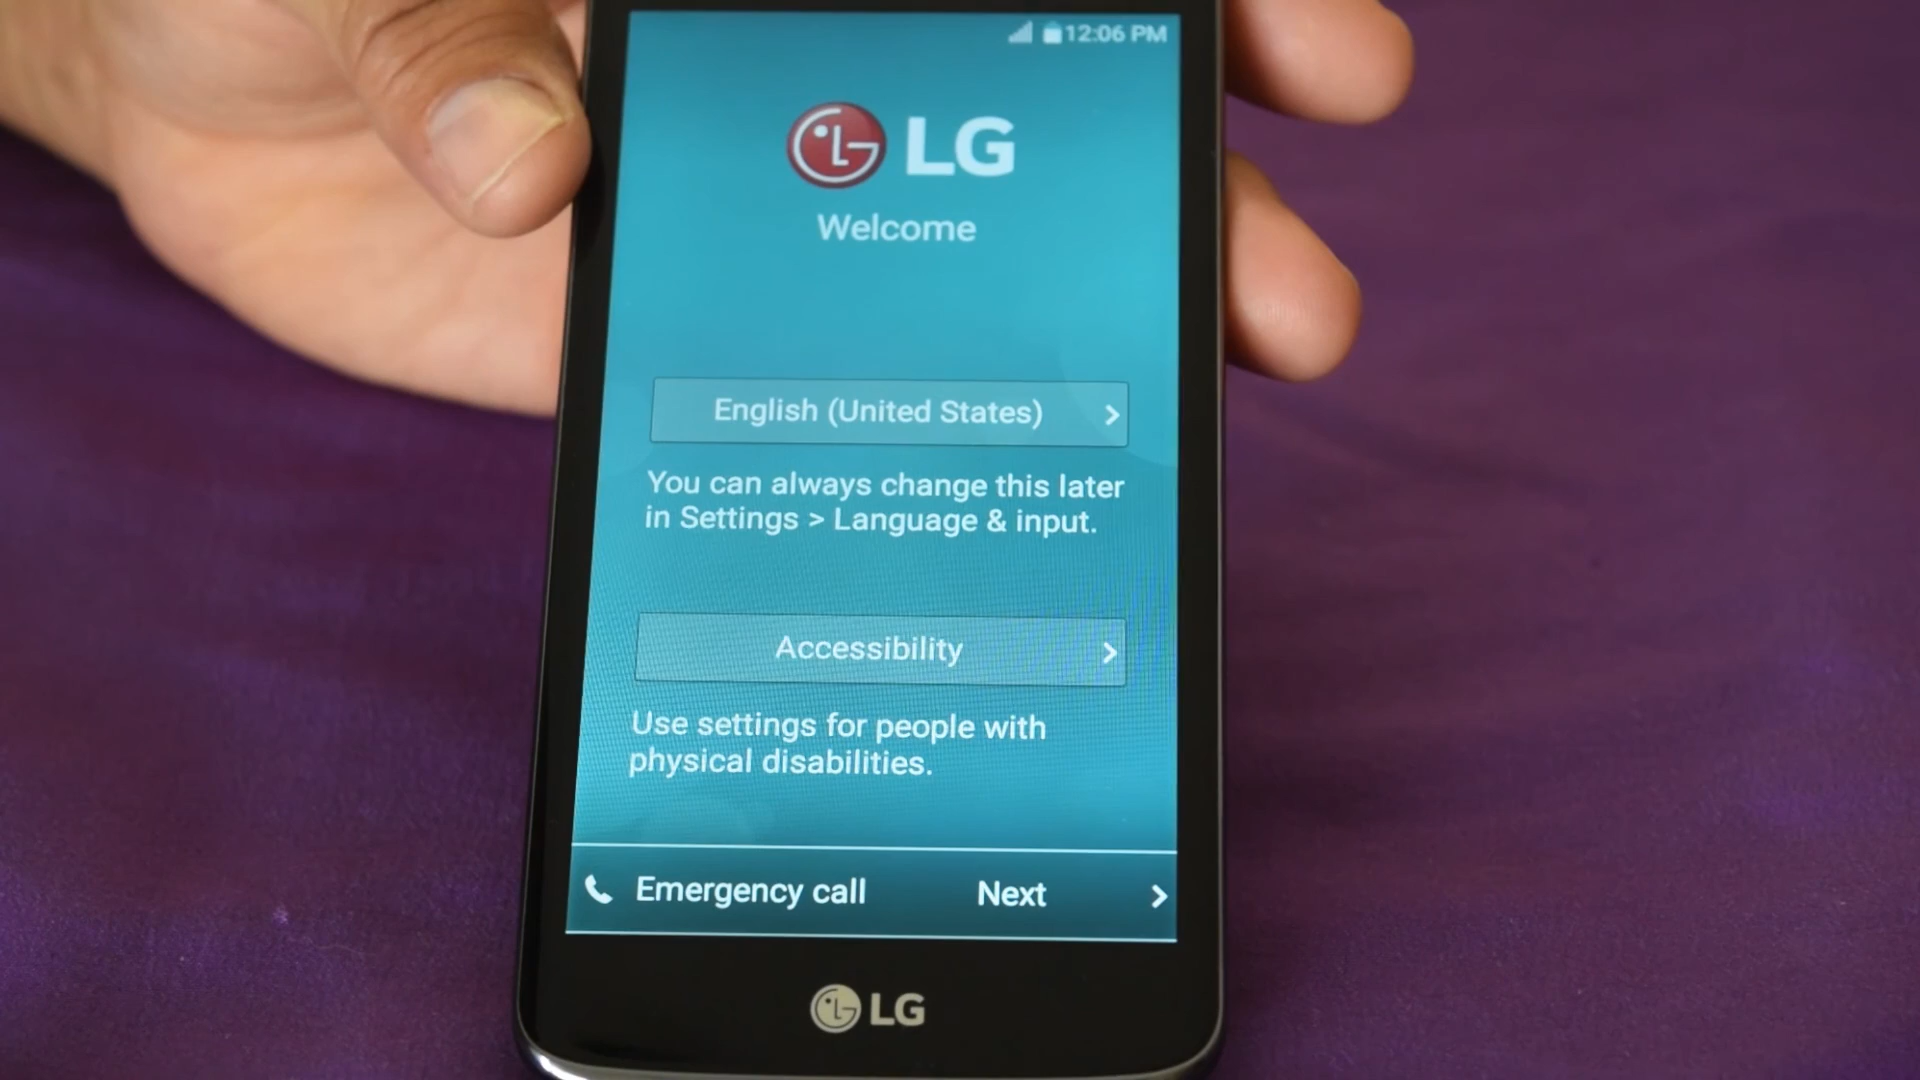 12:06 PM
LG
Welcome
English (United States)
You can always change this later
in Settings > Language & input.
Accessibility
Use settings for people with
physical disabilities.
Emergency call Next
LG